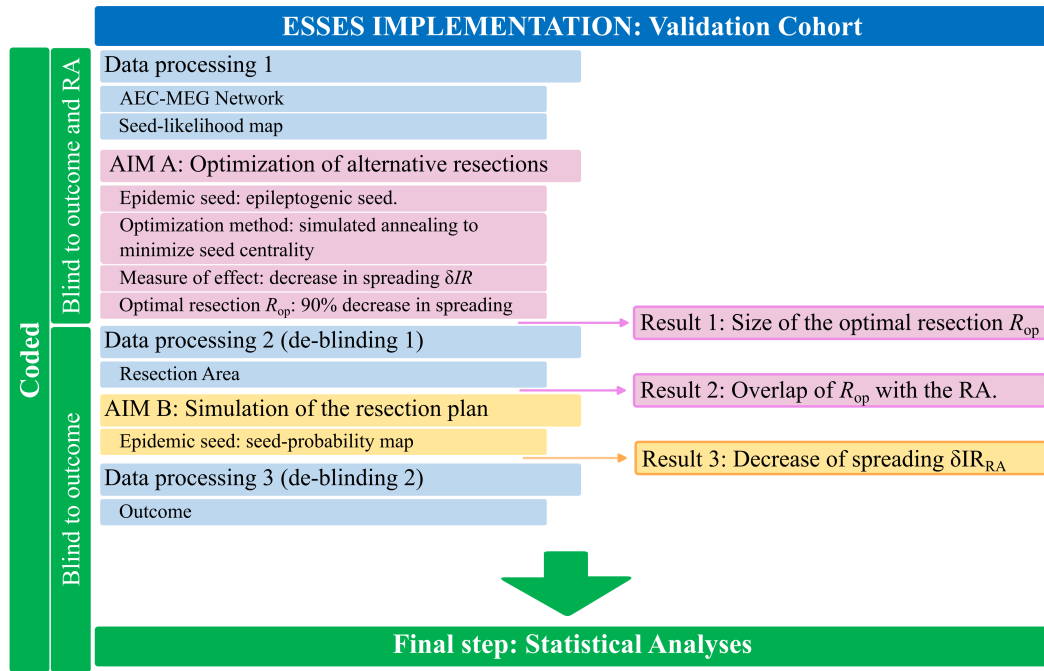 ESSES IMPLEMENTATION: Validation Cohort
Coded
Blind to outcome and RA
Data processing 1
AEC-MEG Network
Seed-likelihood map
AIM A: Optimization of alternative resections
Epidemic seed: epileptogenic seed.
Optimization method: simulated annealing to
minimize seed centrality
Measure of effect: decrease in spreading δIR
Optimal resection Rop: 90% decrease in spreading
Result 1: Size of the optimal resection Rop
Blind to outcome
Data processing 2 (de-blinding 1)
Resection Area
Result 2: Overlap of Rop with the RA.
AIM B: Simulation of the resection plan
Epidemic seed: seed-probability map
Result 3: Decrease of spreading δIRRA
Data processing 3 (de-blinding 2)
Outcome
Final step: Statistical Analyses